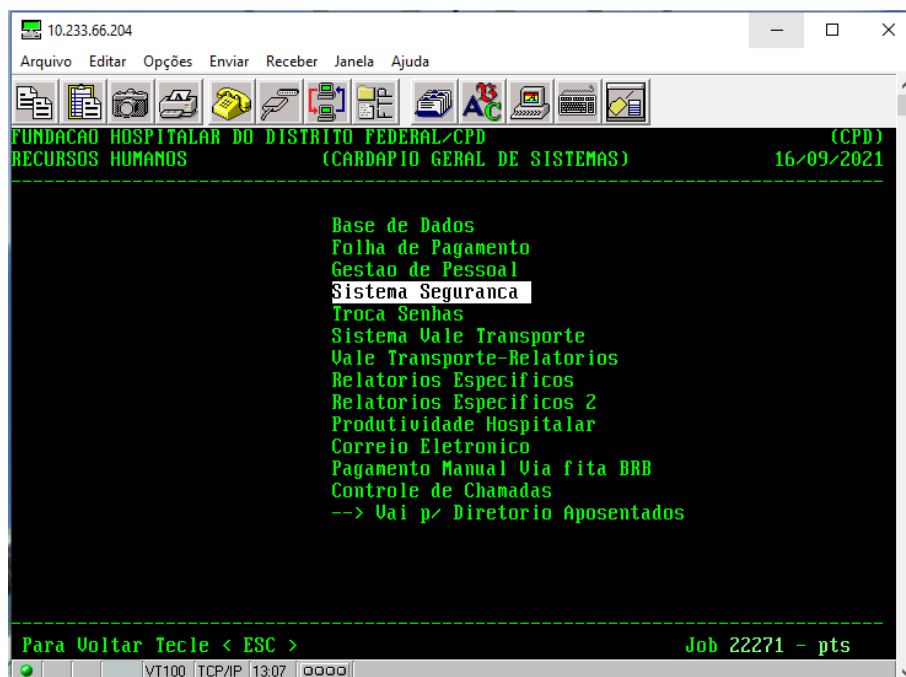 10.233.66.204
Arquivo Editar Opções Enviar Receber Janela Ajuda
FUNDACAO HOSPITALAR DO DISTRITO FEDERAL/CPD (CPD)
RECURSOS HUMANOS (CARDAPIO GERAL DE SISTEMAS) 16/09/2021
Base de Dados
Folha de Pagamento
Gestao de Pessoal
Sistema Seguranca
Troca Senhas
Sistema Vale Transporte
Vale Transporte-Relatorios
Relatorios Especificos
Relatorios Especificos 2
Produtividade Hospitalar
Correio Eletronico
Pagamento Manual Via fita BRB
Controle de Chamadas
--> Vai p/ Diretorio Aposentados
Para Voltar Tecle < ESC > Job 22271 - pts
VT100 TCP/IP 13:07